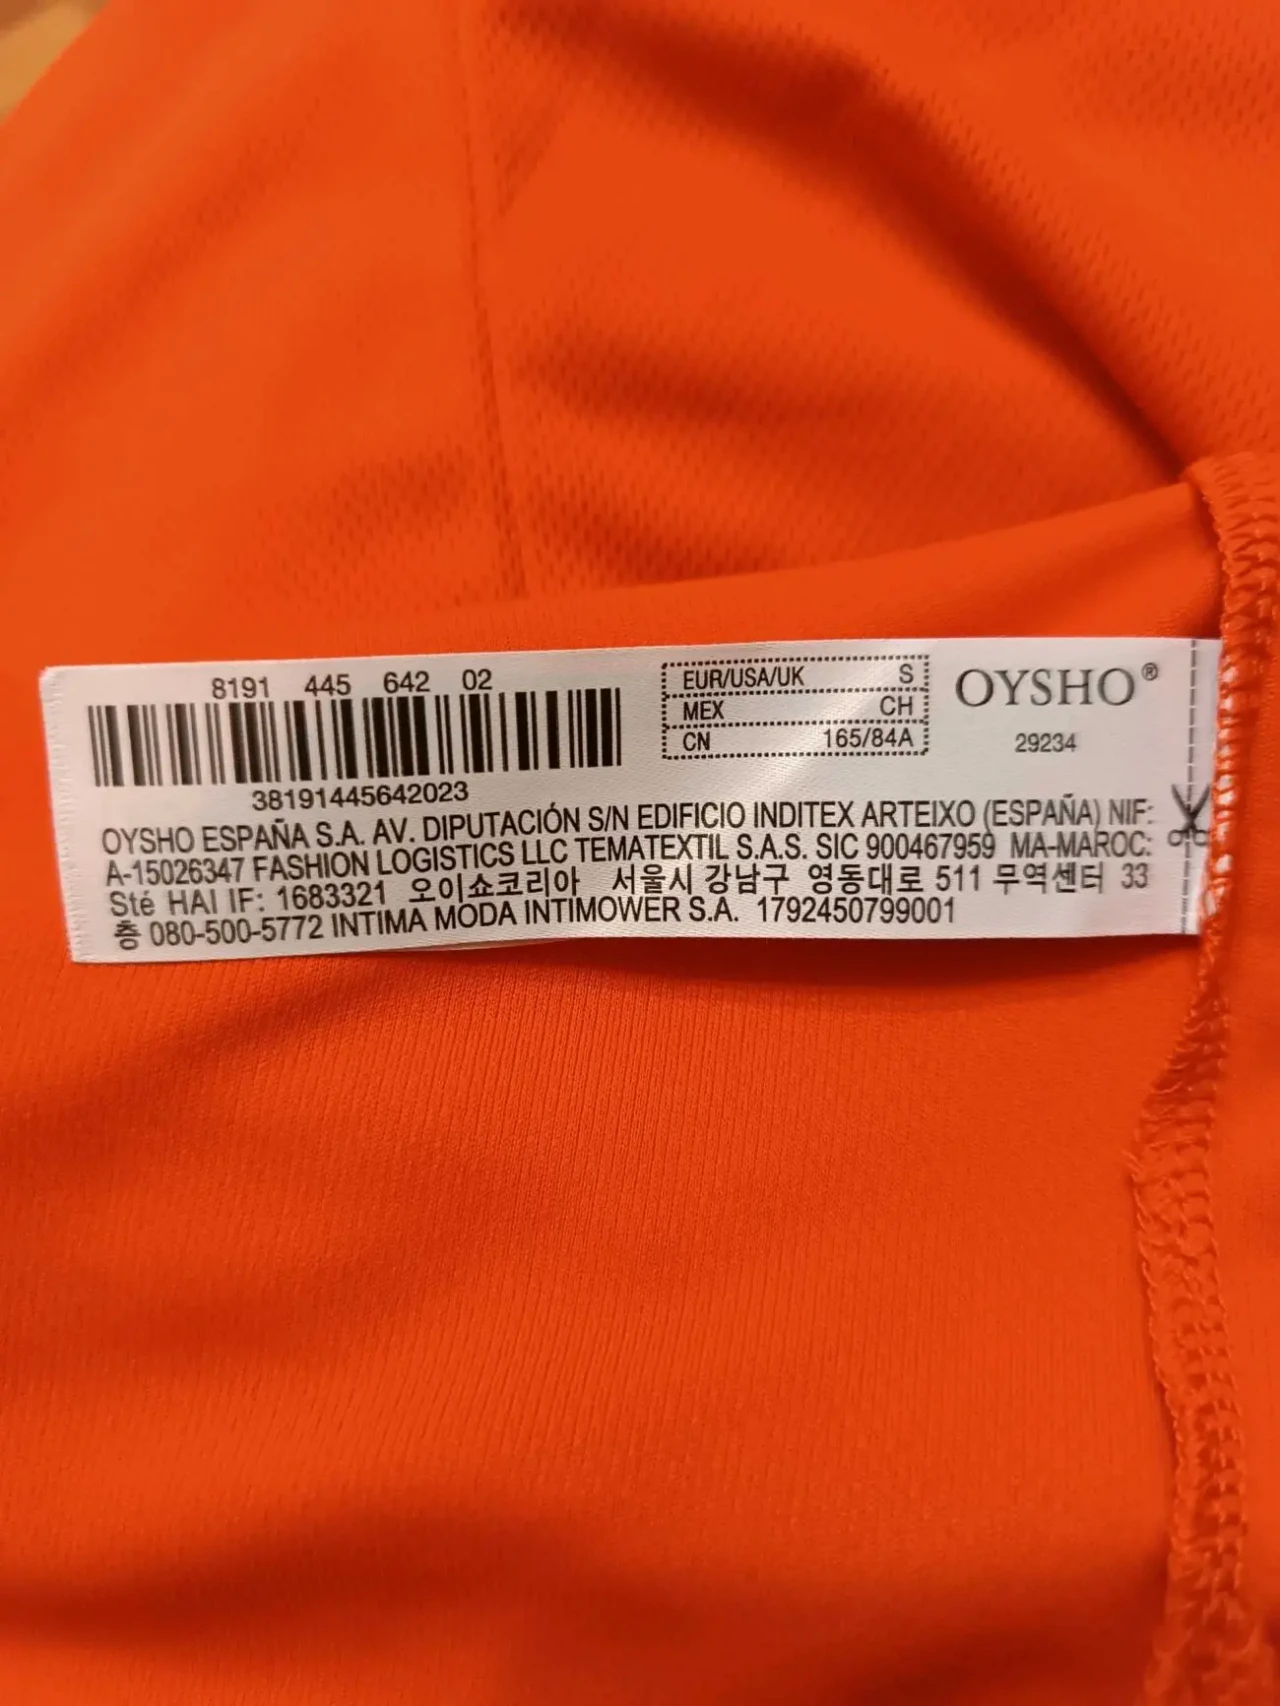 8191 445 642 02
38191445642023
EUR/USA/UK S
MEX CH
CN 165/84A
OYSHO®
29234
OYSHO ESPAÑA S.A. AV. DIPUTACIÓN S/N EDIFICIO INDITEX ARTEIXO (ESPAÑA) NIF:
A-15026347 FASHION LOGISTICS LLC TEMATEXTIL S.A.S. SIC 900467959 MA-MAROC:
Sté HAI IF: 1683321 오이쇼코리아 서울시 강남구 영동대로 511 무역센터 33
층 080-500-5772 INTIMA MODA INTIMOWER S.A. 1792450799001